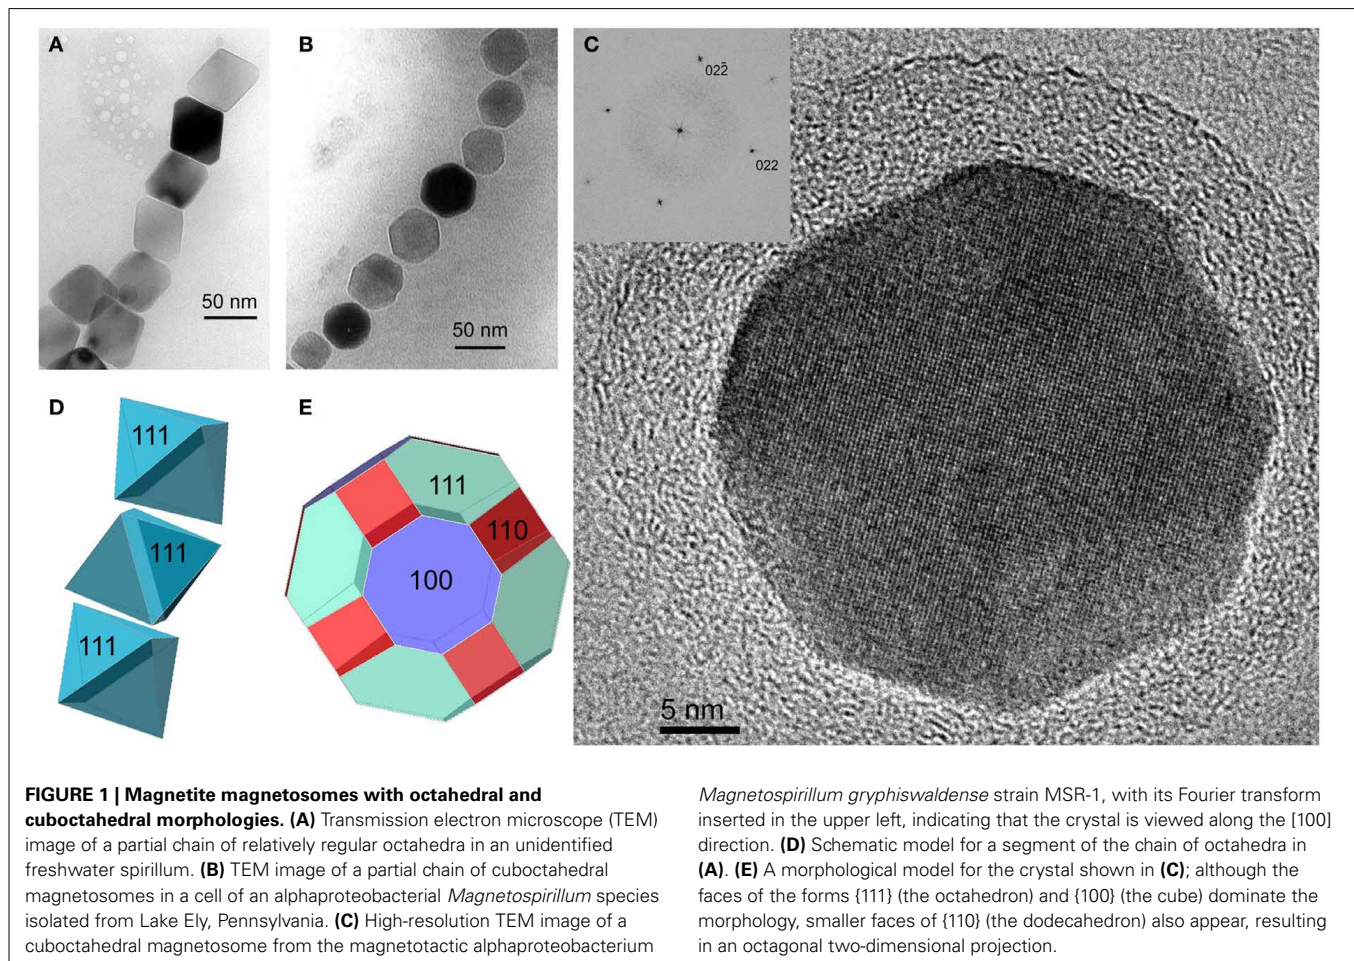 A
B
C
022̄
022
50 nm
50 nm
D
E
111
111
111
111
110
100
5 nm
FIGURE 1 | Magnetite magnetosomes with octahedral and
cuboctahedral morphologies. (A) Transmission electron microscope (TEM)
image of a partial chain of relatively regular octahedra in an unidentified
freshwater spirillum. (B) TEM image of a partial chain of cuboctahedral
magnetosomes in a cell of an alphaproteobacterial Magnetospirillum species
isolated from Lake Ely, Pennsylvania. (C) High-resolution TEM image of a
cuboctahedral magnetosome from the magnetotactic alphaproteobacterium
Magnetospirillum gryphiswaldense strain MSR-1, with its Fourier transform
inserted in the upper left, indicating that the crystal is viewed along the [100]
direction. (D) Schematic model for a segment of the chain of octahedra in
(A). (E) A morphological model for the crystal shown in (C); although the
faces of the forms {111} (the octahedron) and {100} (the cube) dominate the
morphology, smaller faces of {110} (the dodecahedron) also appear, resulting
in an octagonal two-dimensional projection.